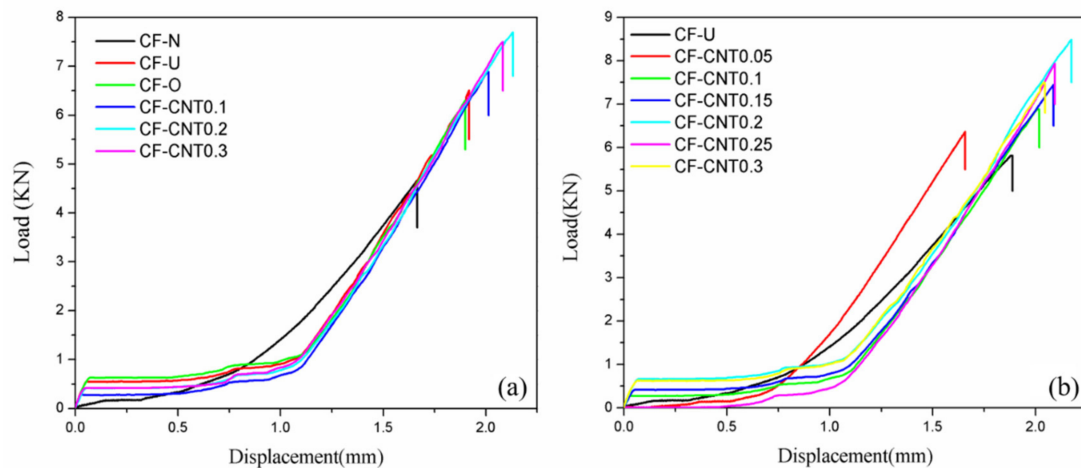 8
7
6
5
4
3
2
1
0
Load (KN)
CF-N
CF-U
CF-O
CF-CNT0.1
CF-CNT0.2
CF-CNT0.3
(a)
0.0 0.5 1.0 1.5 2.0
Displacement(mm)
9
8
7
6
5
4
3
2
1
0
Load(KN)
CF-U
CF-CNT0.05
CF-CNT0.1
CF-CNT0.15
CF-CNT0.2
CF-CNT0.25
CF-CNT0.3
(b)
0.0 0.5 1.0 1.5 2.0
Displacement(mm)